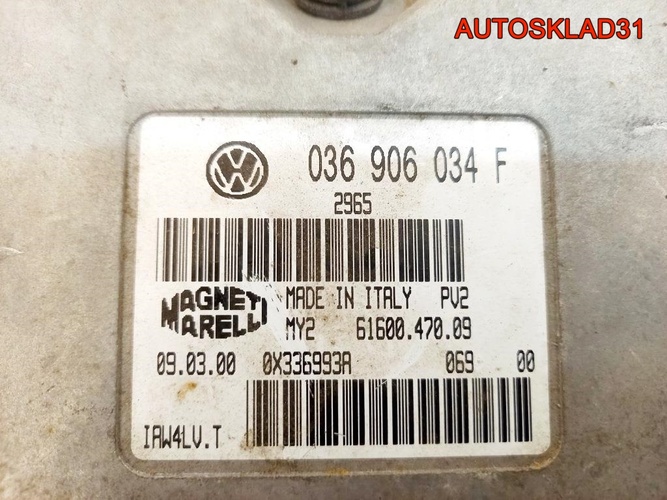 AUTOSKLAD31
036 906 034 F
2965
MAGNETI MARELLI
MADE IN ITALY PV2
MY2 61600.470.09
09.03.00 0X336993A 069 00
IAW4LV.T